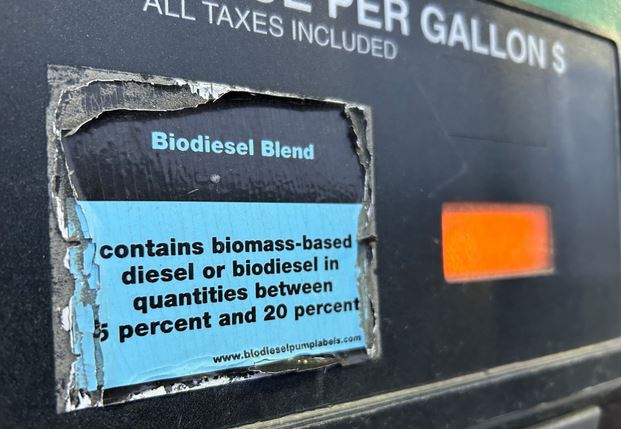 PER GALLON $
ALL TAXES INCLUDED
Biodiesel Blend
contains biomass-based
diesel or biodiesel in
quantities between
5 percent and 20 percent
www.biodieselpumplabels.com